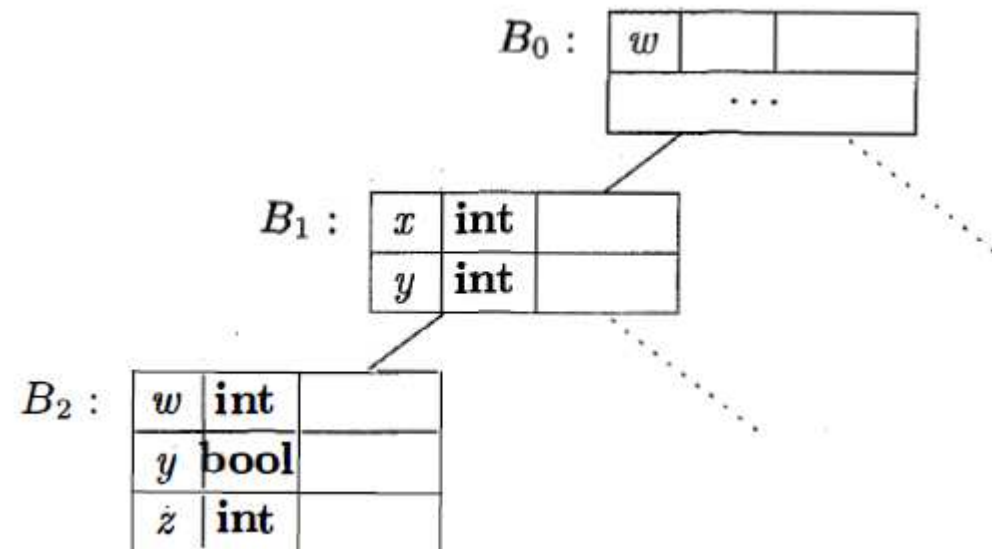 B₀ : w
...
B₁ : x int
y int
B₂ : w int
y bool
z int